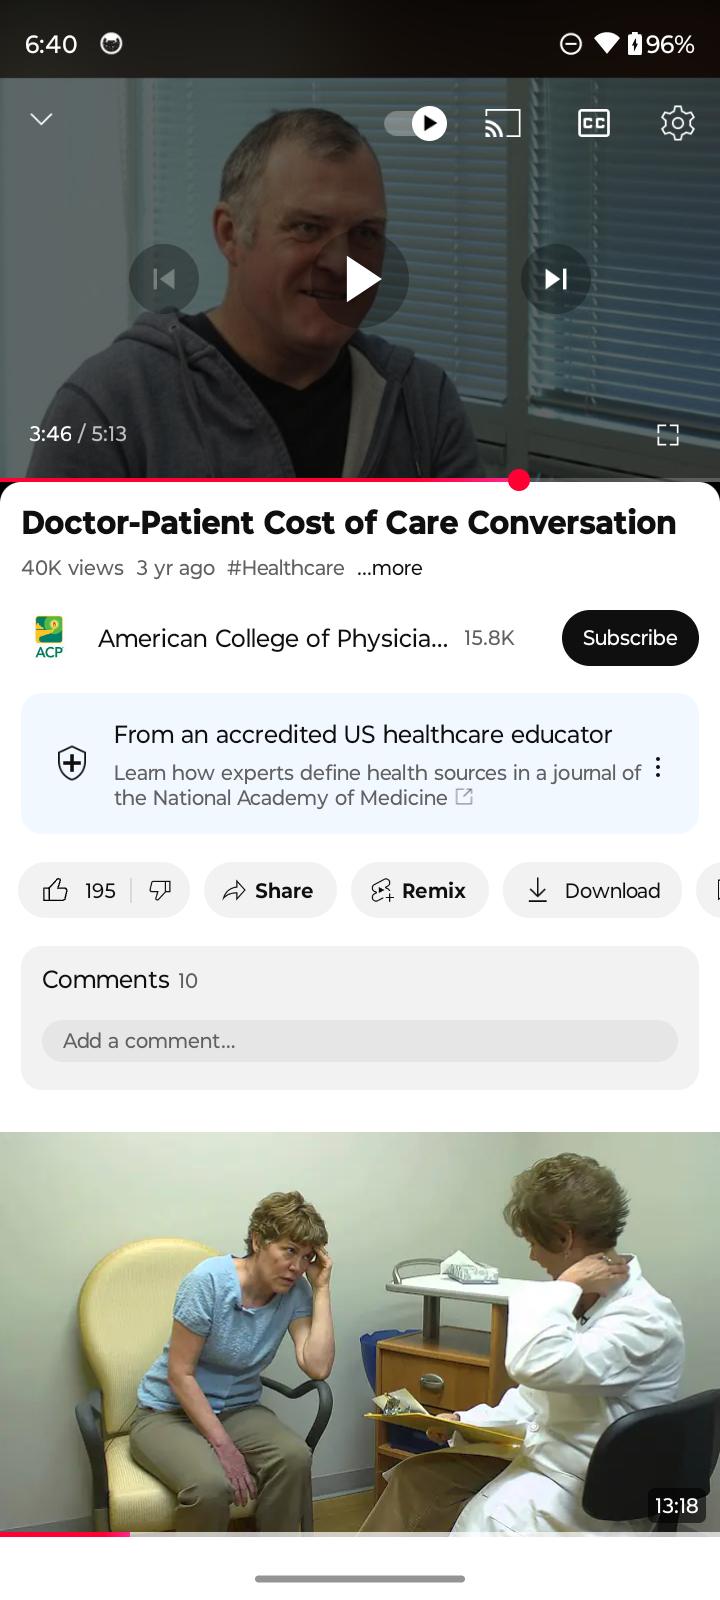 6:40
96%
CC
3:46 / 5:13
Doctor-Patient Cost of Care Conversation
40K views 3 yr ago #Healthcare ...more
ACP
American College of Physicia... 15.8K
Subscribe
From an accredited US healthcare educator
Learn how experts define health sources in a journal of
the National Academy of Medicine
195
Share
Remix
Download
Comments 10
Add a comment...
13:18